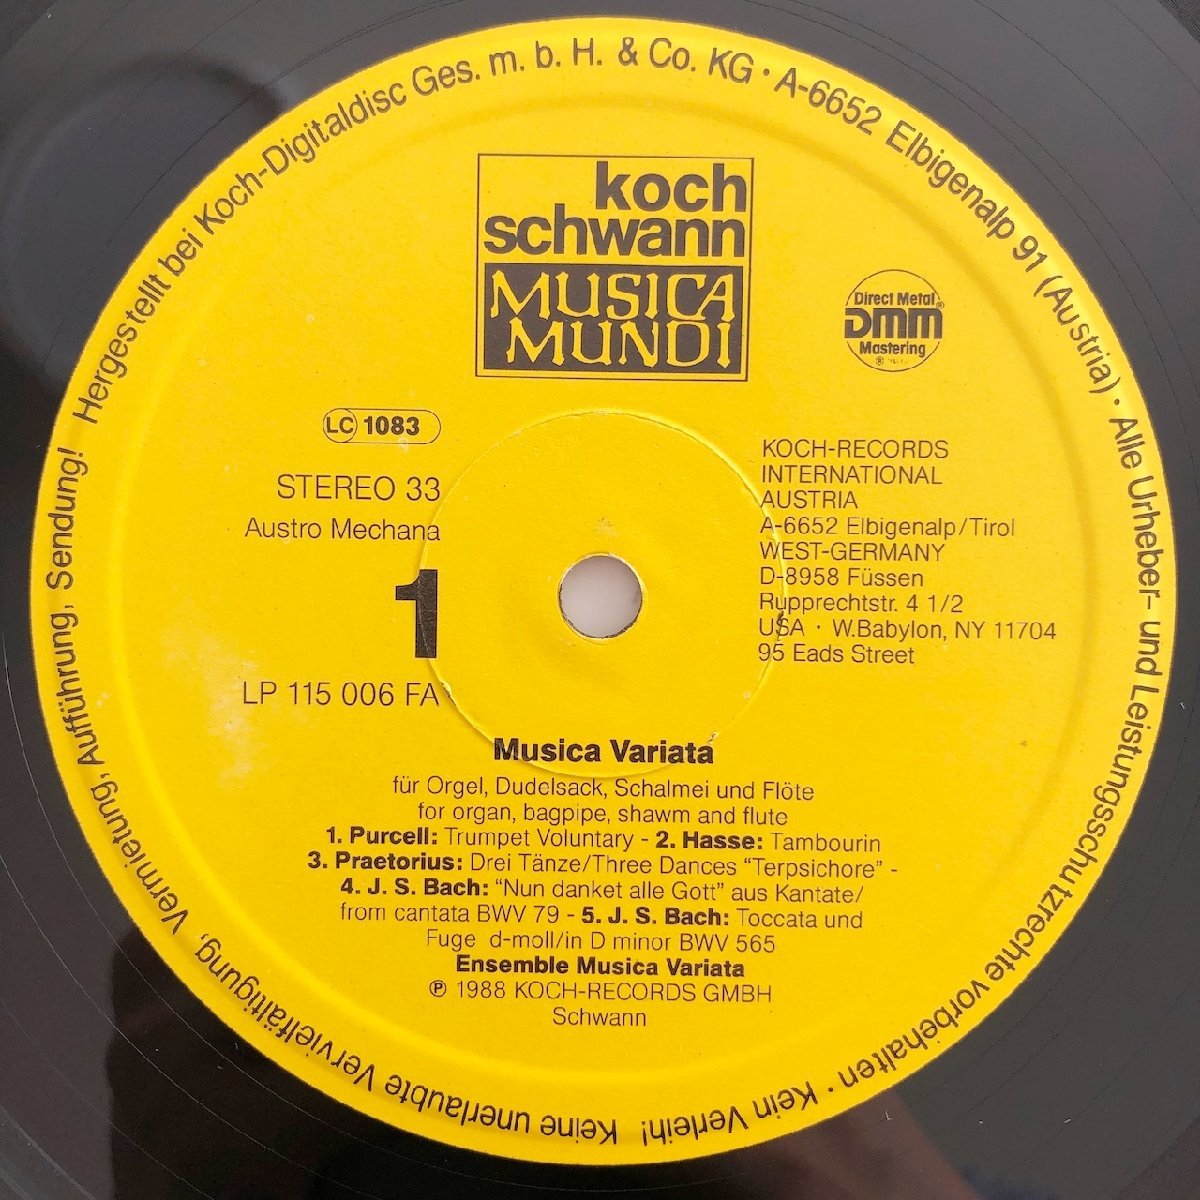 Hergestellt bei Koch-Digitaldisc Ges. m. b. H. & Co. KG · A-6652 Elbigenalp 91 (Austria) · Alle Urheber- und Leistungsschutzrechte vorbehalten · Kein Verleih! Keine unerlaubte Vervielfältigung, Vermietung, Aufführung, Sendung!
koch
schwann
MUSICA
MUNDI
Direct Metal
DMM
Mastering
LC 1083
STEREO 33
Austro Mechana
1
LP 115 006 FA
KOCH-RECORDS
INTERNATIONAL
AUSTRIA
A-6652 Elbigenalp/Tirol
WEST-GERMANY
D-8958 Füssen
Rupprechtstr. 4 1/2
USA · W.Babylon, NY 11704
95 Eads Street
Musica Variata
für Orgel, Dudelsack, Schalmei und Flöte
for organ, bagpipe, shawm and flute
1. Purcell: Trumpet Voluntary - 2. Hasse: Tambourin
3. Praetorius: Drei Tänze/Three Dances “Terpsichore” -
4. J. S. Bach: “Nun danket alle Gott” aus Kantate/
from cantata BWV 79 - 5. J. S. Bach: Toccata und
Fuge d-moll/in D minor BWV 565
Ensemble Musica Variata
℗ 1988 KOCH-RECORDS GMBH
Schwann